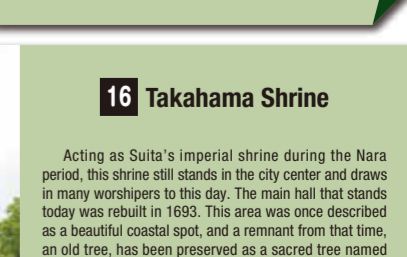 16 Takahama Shrine
Acting as Suita's imperial shrine during the Nara
period, this shrine still stands in the city center and draws
in many worshipers to this day. The main hall that stands
today was rebuilt in 1693. This area was once described
as a beautiful coastal spot, and a remnant from that time,
an old tree, has been preserved as a sacred tree named